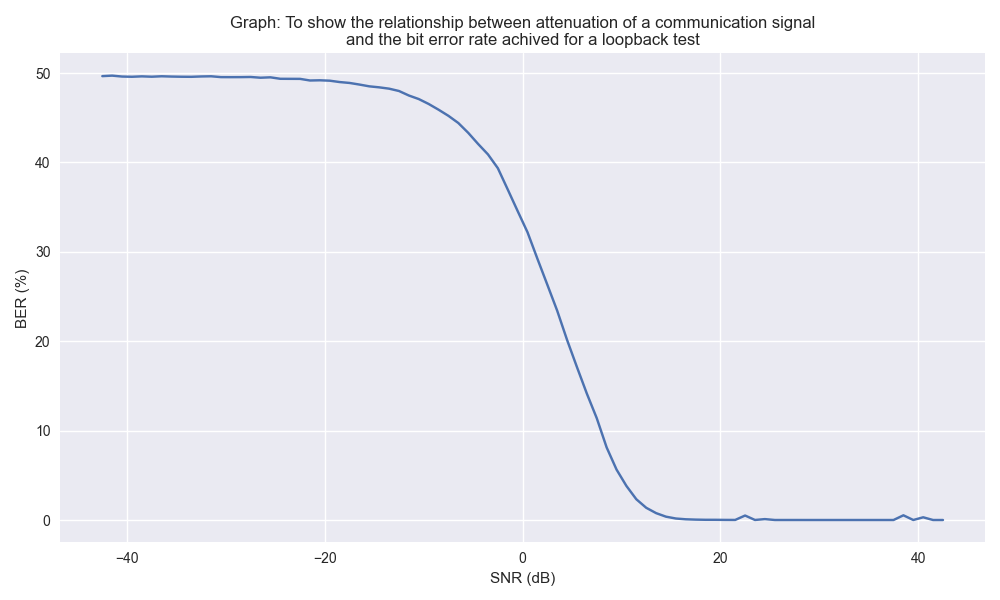 Graph: To show the relationship between attenuation of a communication signal
and the bit error rate achived for a loopback test
50
40
30
20
10
0
BER (%)
−40
−20
0
20
40
SNR (dB)